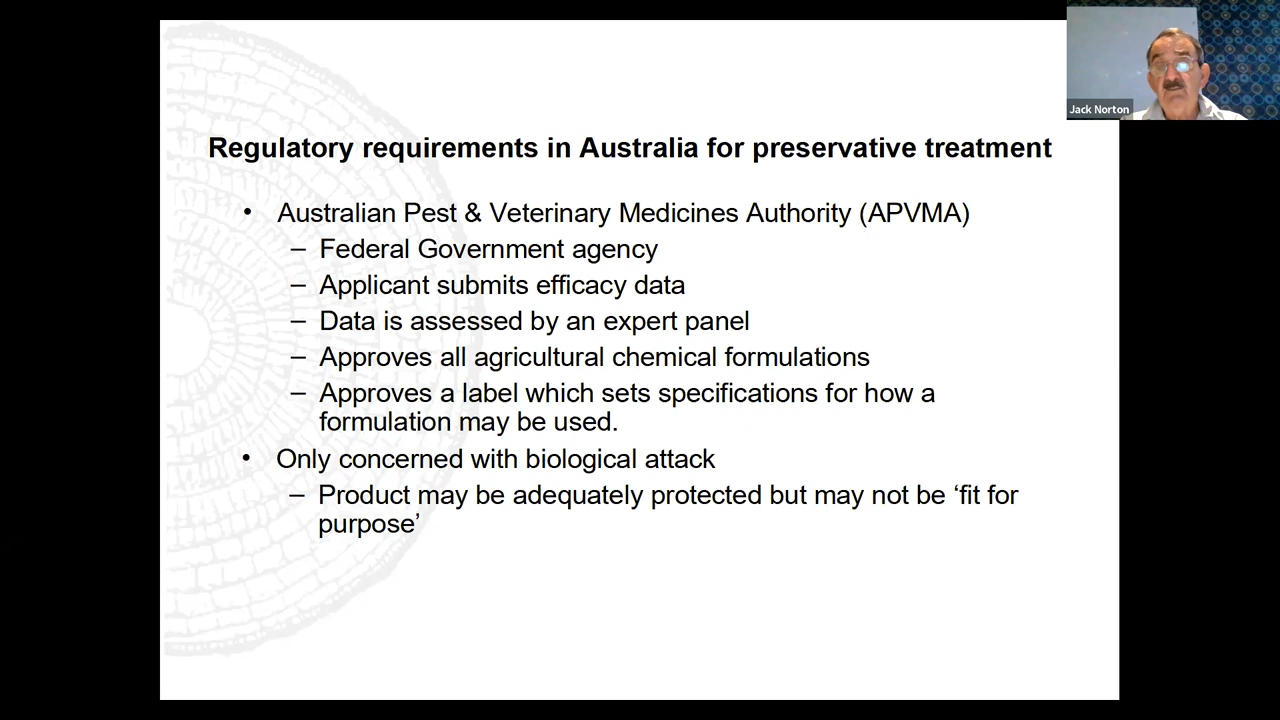 Jack Norton
Regulatory requirements in Australia for preservative treatment
• Australian Pest & Veterinary Medicines Authority (APVMA)
– Federal Government agency
– Applicant submits efficacy data
– Data is assessed by an expert panel
– Approves all agricultural chemical formulations
– Approves a label which sets specifications for how a
formulation may be used.
• Only concerned with biological attack
– Product may be adequately protected but may not be ‘fit for
purpose’